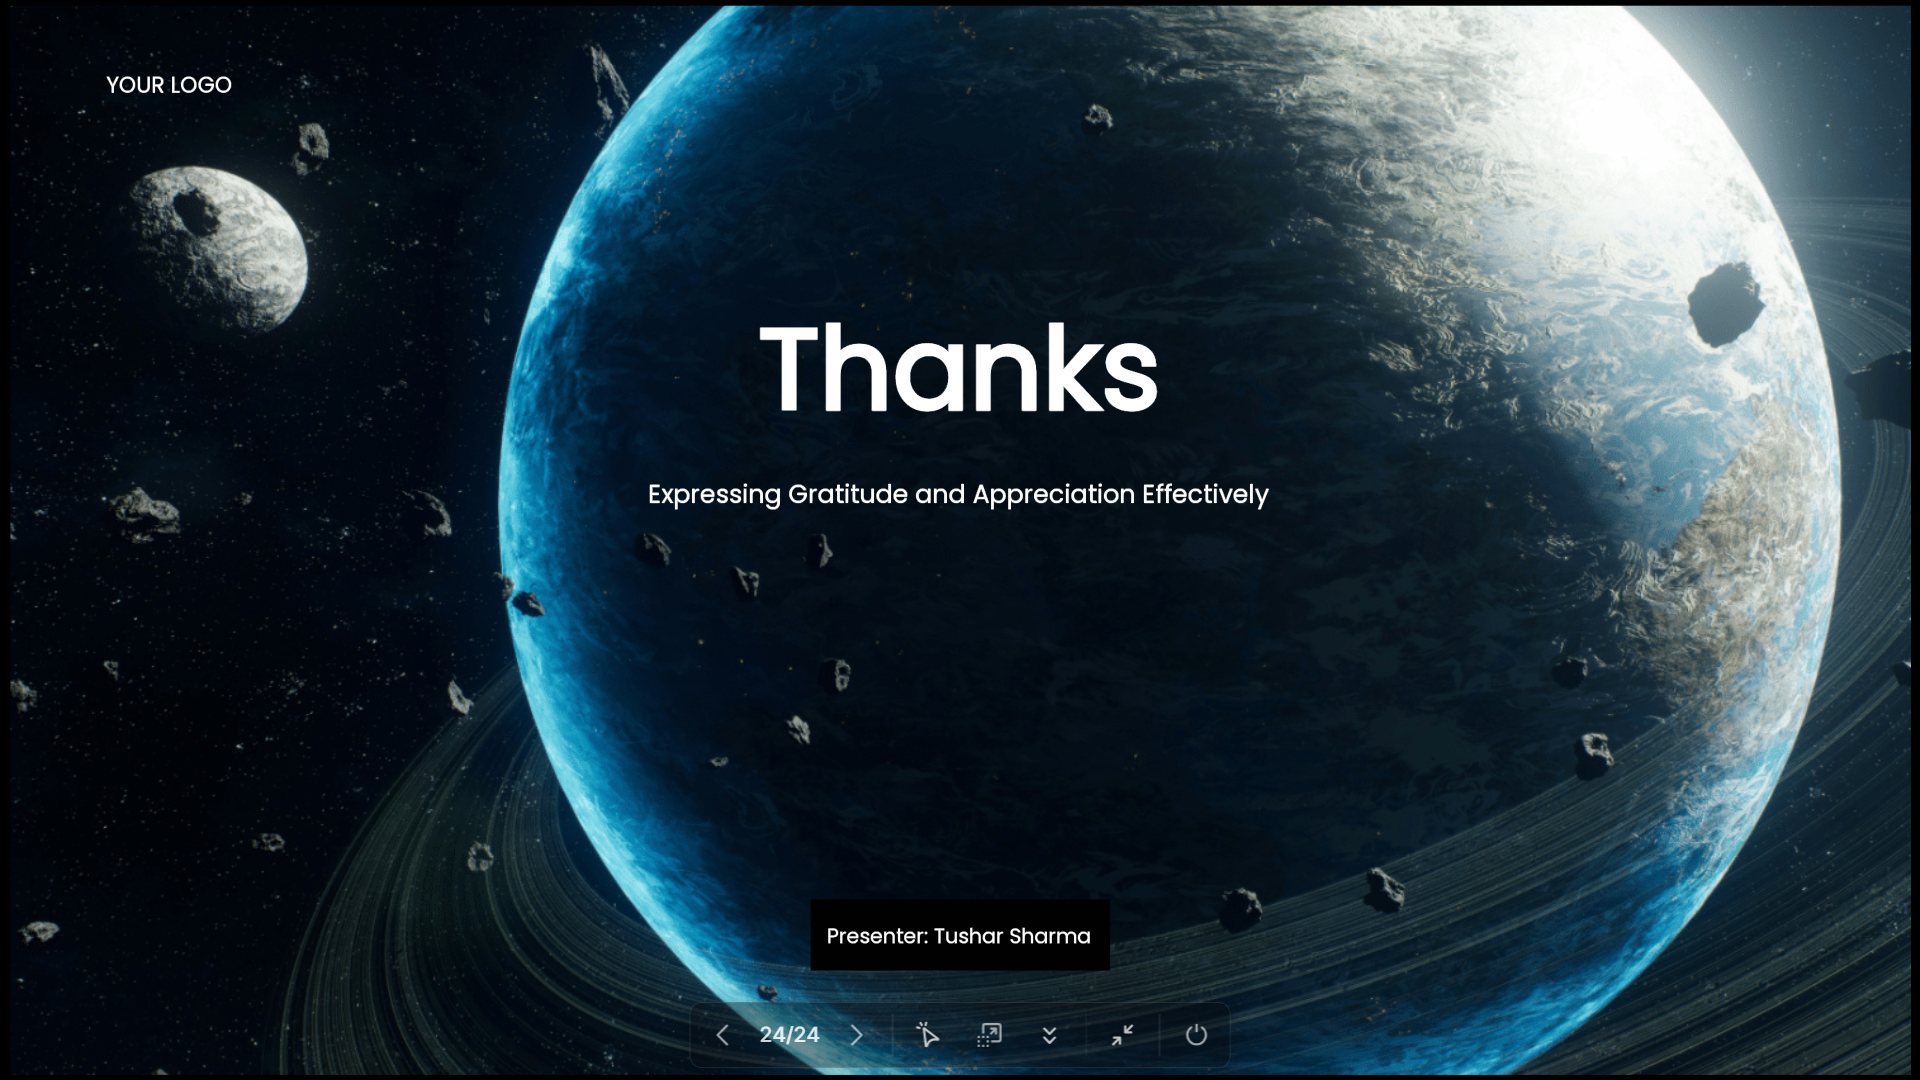 YOUR LOGO
Thanks
Expressing Gratitude and Appreciation Effectively
Presenter: Tushar Sharma
24/24